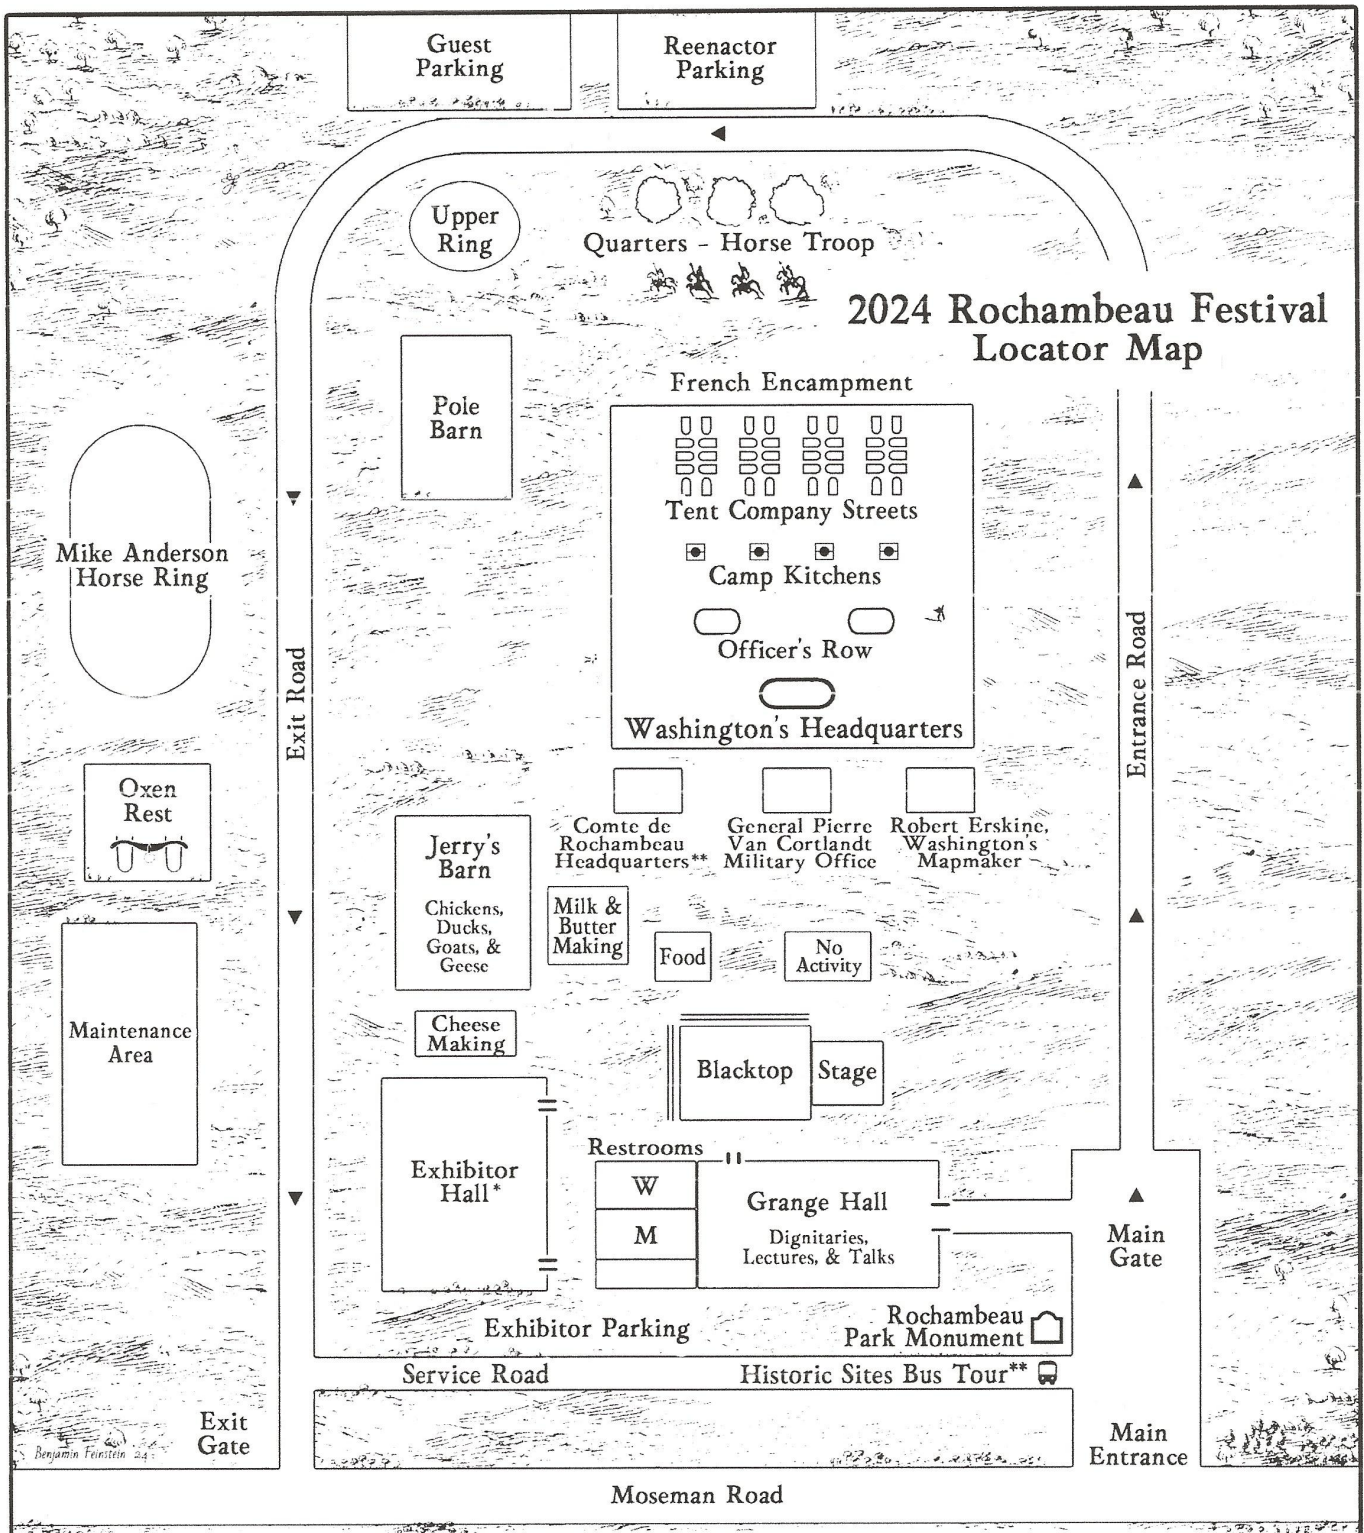 Guest
Parking
Reenactor
Parking
Upper
Ring
Quarters - Horse Troop
2024 Rochambeau Festival
Locator Map
French Encampment
Pole
Barn
Tent Company Streets
Mike Anderson
Horse Ring
Camp Kitchens
Officer's Row
Exit Road
Entrance Road
Washington's Headquarters
Oxen
Rest
Comte de
Rochambeau
Headquarters**
General Pierre
Van Cortlandt
Military Office
Robert Erskine,
Washington's
Mapmaker
Jerry's
Barn
Chickens,
Ducks,
Goats, &
Geese
Milk &
Butter
Making
Food
No
Activity
Maintenance
Area
Cheese
Making
Blacktop
Stage
Restrooms
W
M
Exhibitor
Hall*
Grange Hall
Dignitaries,
Lectures, & Talks
Main
Gate
Exhibitor Parking
Rochambeau
Park Monument
Service Road
Historic Sites Bus Tour**
Exit
Gate
Benjamin Feinstein 24
Main
Entrance
Moseman Road